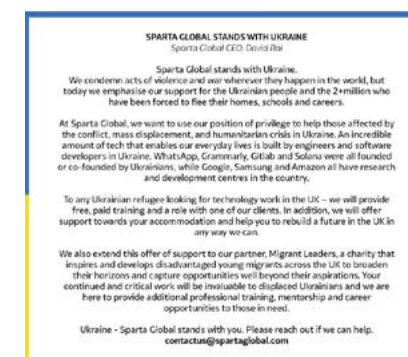 SPARTA GLOBAL STANDS WITH UKRAINE
Sparta Global CEO, David Rai
Sparta Global stands with Ukraine.
We condemn acts of violence and war wherever they happen in the world, but
today we emphasise our support for the Ukrainian people and the 2+million who
have been forced to flee their homes, schools and careers.
At Sparta Global, we want to use our position of privilege to help those affected by
the conflict, mass displacement, and humanitarian crisis in Ukraine. An incredible
amount of tech that enables our everyday lives is built by engineers and software
developers in Ukraine. WhatsApp, Grammarly, Gitlab and Solana were all founded
or co-founded by Ukrainians, while Google, Samsung and Amazon all have research
and development centres in the country.
To any Ukrainian refugee looking for technology work in the UK – we will provide
free, paid training and a role with one of our clients. In addition, we will offer
support towards your accommodation and help you to rebuild a future in the UK in
any way we can.
We also extend this offer of support to our partner, Migrant Leaders, a charity that
inspires and develops disadvantaged young migrants across the UK to broaden
their horizons and capture opportunities well beyond their aspirations. Your
continued and critical work will be invaluable to displaced Ukrainians and we are
here to provide additional professional training, mentorship and career
opportunities to those in need.
Ukraine - Sparta Global stands with you. Please reach out if we can help.
contactus@spartaglobal.com